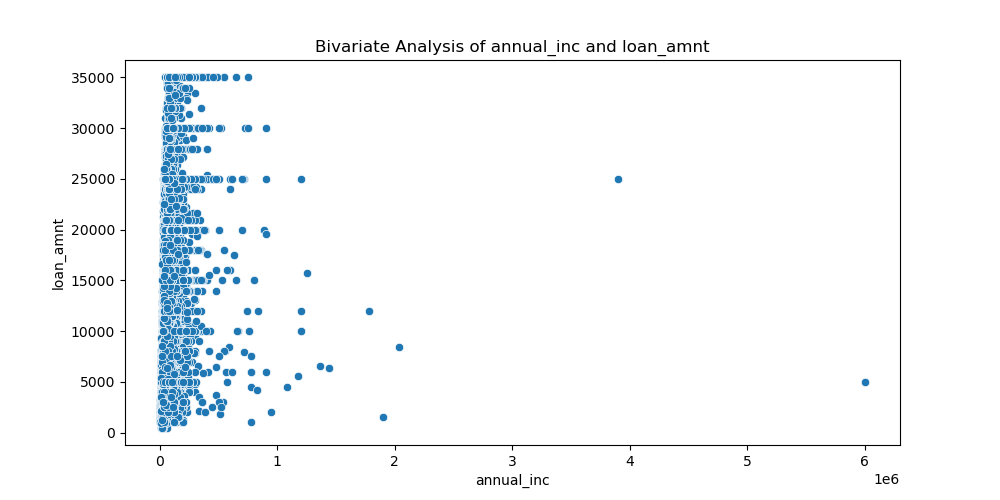 Bivariate Analysis of annual_inc and loan_amnt
35000
30000
25000
20000
15000
10000
5000
0
loan_amnt
0 1 2 3 4 5 6
1e6
annual_inc